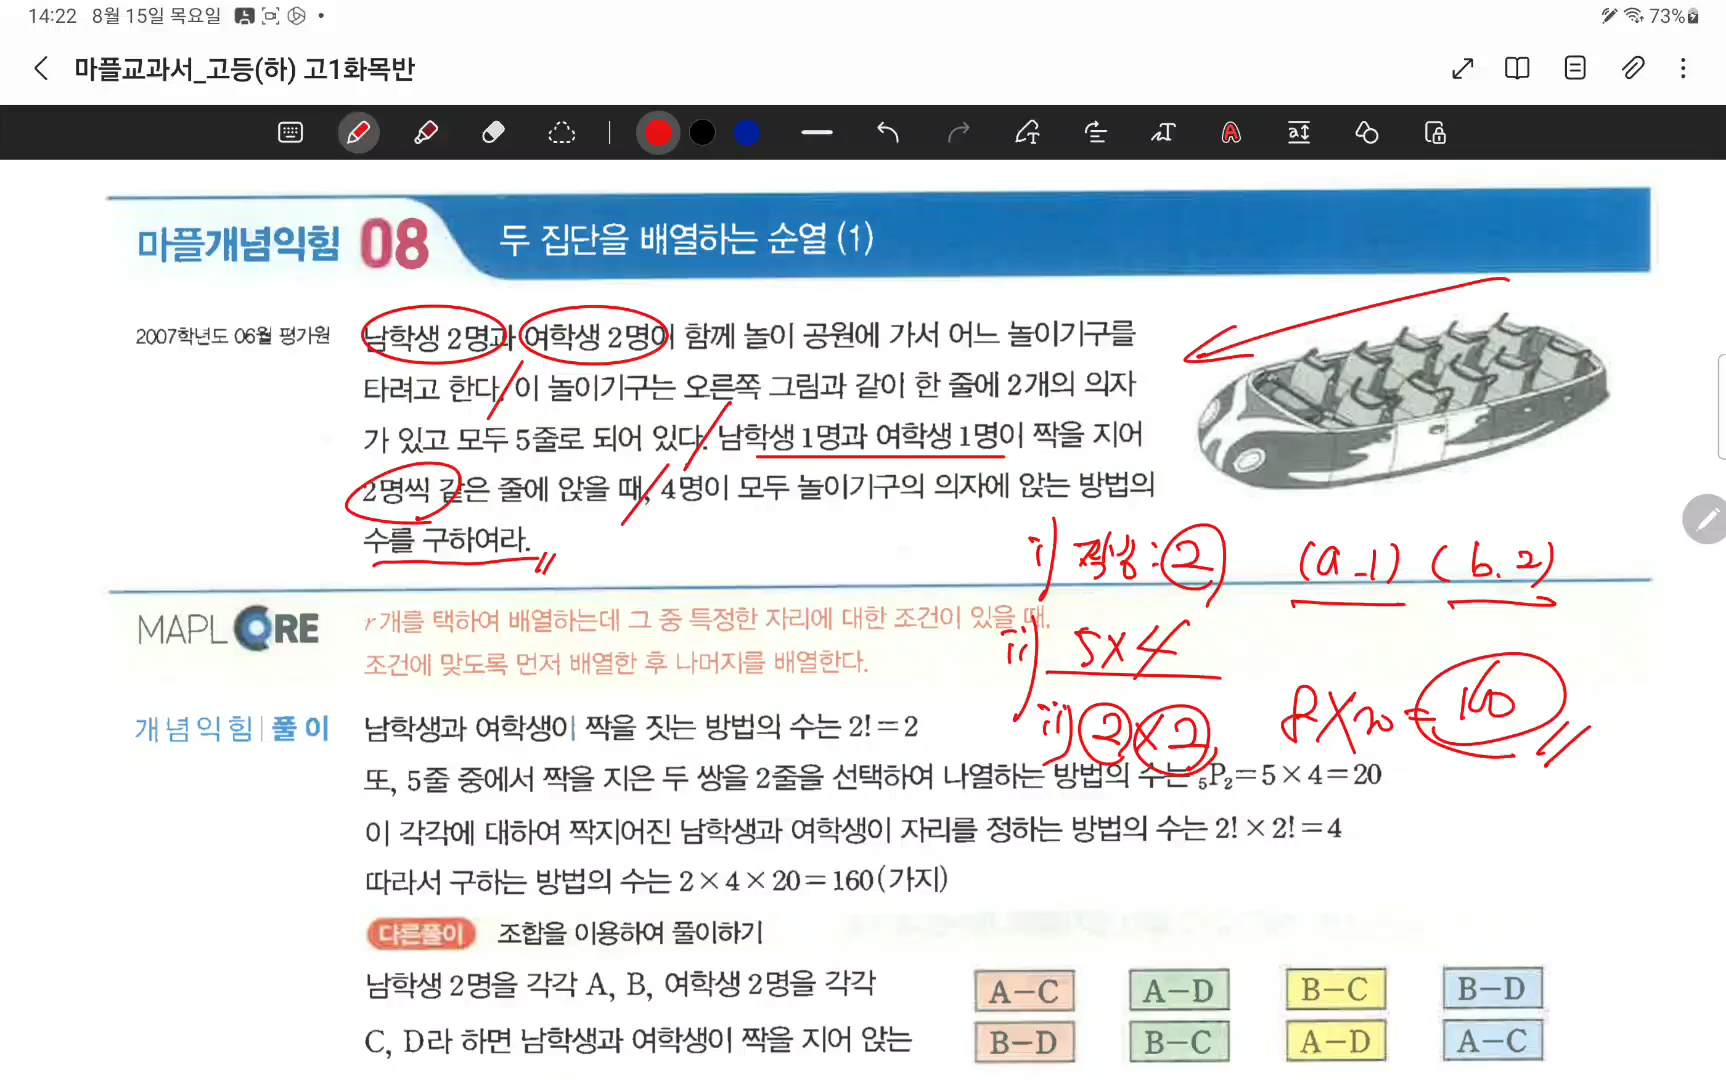 14:22 8월 15일 목요일
73%
마플교과서_고등(하) 고1화목반
마플개념익힘 08 두 집단을 배열하는 순열 (1)
2007학년도 06월 평가원
남학생 2명과 여학생 2명이 함께 놀이 공원에 가서 어느 놀이기구를
타려고 한다. 이 놀이기구는 오른쪽 그림과 같이 한 줄에 2개의 의자
가 있고 모두 5줄로 되어 있다. 남학생 1명과 여학생 1명이 짝을 지어
2명씩 같은 줄에 앉을 때, 4명이 모두 놀이기구의 의자에 앉는 방법의
수를 구하여라.
i) 짝남 : 2 (a-1) (b.2)
MAPL CORE
r개를 택하여 배열하는데 그 중 특정한 자리에 대한 조건이 있을 때,
조건에 맞도록 먼저 배열한 후 나머지를 배열한다.
ii) 5×4
iii) 2×2 8×20=160
개념익힘 | 풀이
남학생과 여학생이 짝을 짓는 방법의 수는 2!=2
또, 5줄 중에서 짝을 지은 두 쌍을 2줄을 선택하여 나열하는 방법의 수는 ₅P₂=5×4=20
이 각각에 대하여 짝지어진 남학생과 여학생이 자리를 정하는 방법의 수는 2!×2!=4
따라서 구하는 방법의 수는 2×4×20=160(가지)
다른풀이 조합을 이용하여 풀이하기
남학생 2명을 각각 A, B, 여학생 2명을 각각
C, D라 하면 남학생과 여학생이 짝을 지어 앉는
A-C A-D B-C B-D
B-D B-C A-D A-C